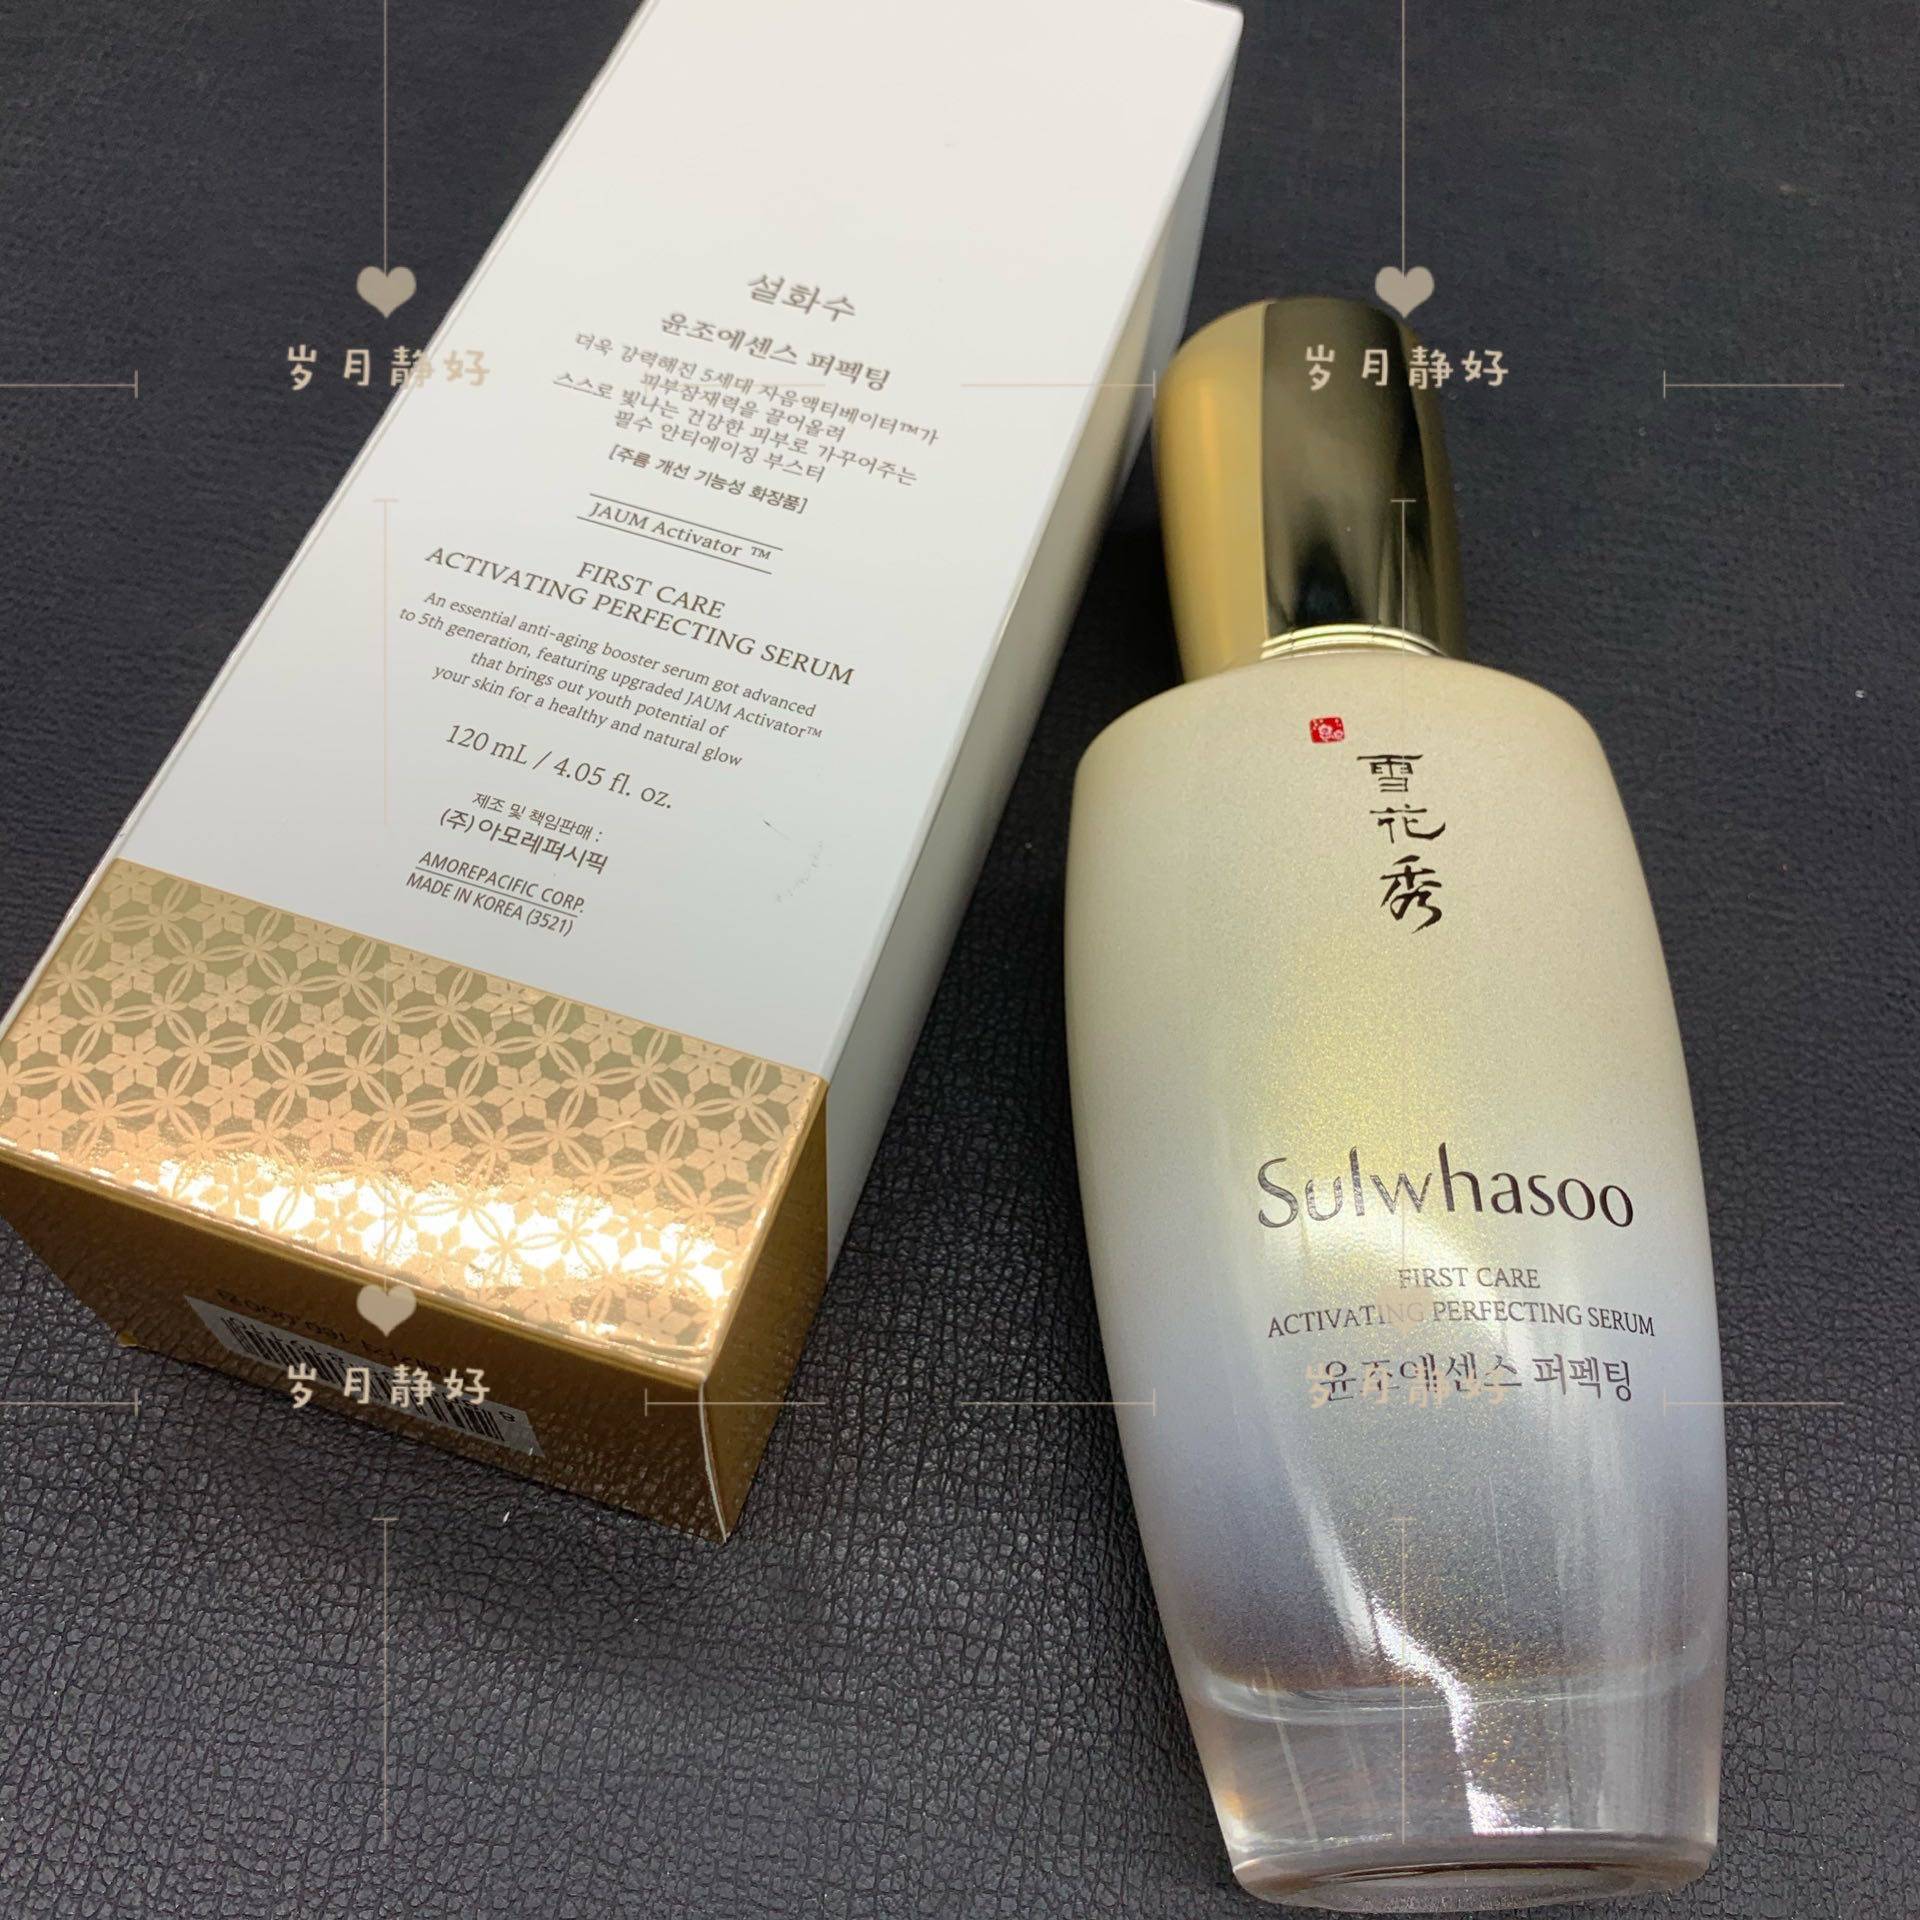 설화수
윤조에센스 퍼펙팅
더욱 강력해진 5세대 자음액티베이터™가
피부잠재력을 끌어올려
스스로 빛나는 건강한 피부로 가꾸어주는
필수 안티에이징 부스터
[주름 개선 기능성 화장품]
JAUM Activator ™
FIRST CARE
ACTIVATING PERFECTING SERUM
An essential anti-aging booster serum got advanced
to 5th generation, featuring upgraded JAUM Activator™
that brings out youth potential of
your skin for a healthy and natural glow
120 mL / 4.05 fl. oz.
제조 및 책임판매 :
(주)아모레퍼시픽
AMOREPACIFIC CORP.
MADE IN KOREA (3521)
雪
花
秀
Sulwhasoo
FIRST CARE
ACTIVATING PERFECTING SERUM
윤조에센스 퍼펙팅
岁月静好
岁月静好
岁月静好
岁月静好